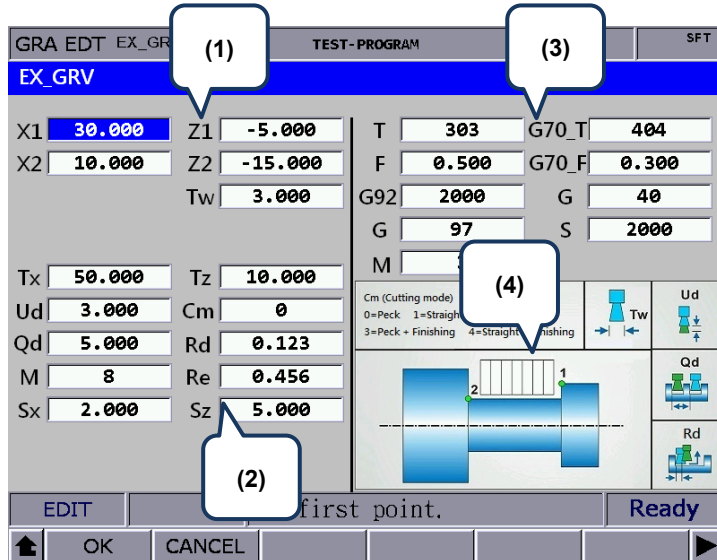 GRA EDT EX_GR TEST-PROGRAM SFT
(1)
(3)
EX_GRV
X1 30.000 Z1 -5.000 T 303 G70_T 404
X2 10.000 Z2 -15.000 F 0.500 G70_F 0.300
Tw 3.000 G92 2000 G 40
G 97 S 2000
M
Tx 50.000 Tz 10.000
(4)
Ud 3.000 Cm 0
Qd 5.000 Rd 0.123
M 8 Re 0.456
Sx 2.000 Sz 5.000
(2)
Cm (Cutting mode)
0=Peck 1=Straigh
3=Peck + Finishing 4=Straight ishing
Tw
Ud
Qd
Rd
1
2
EDIT first point. Ready
OK CANCEL